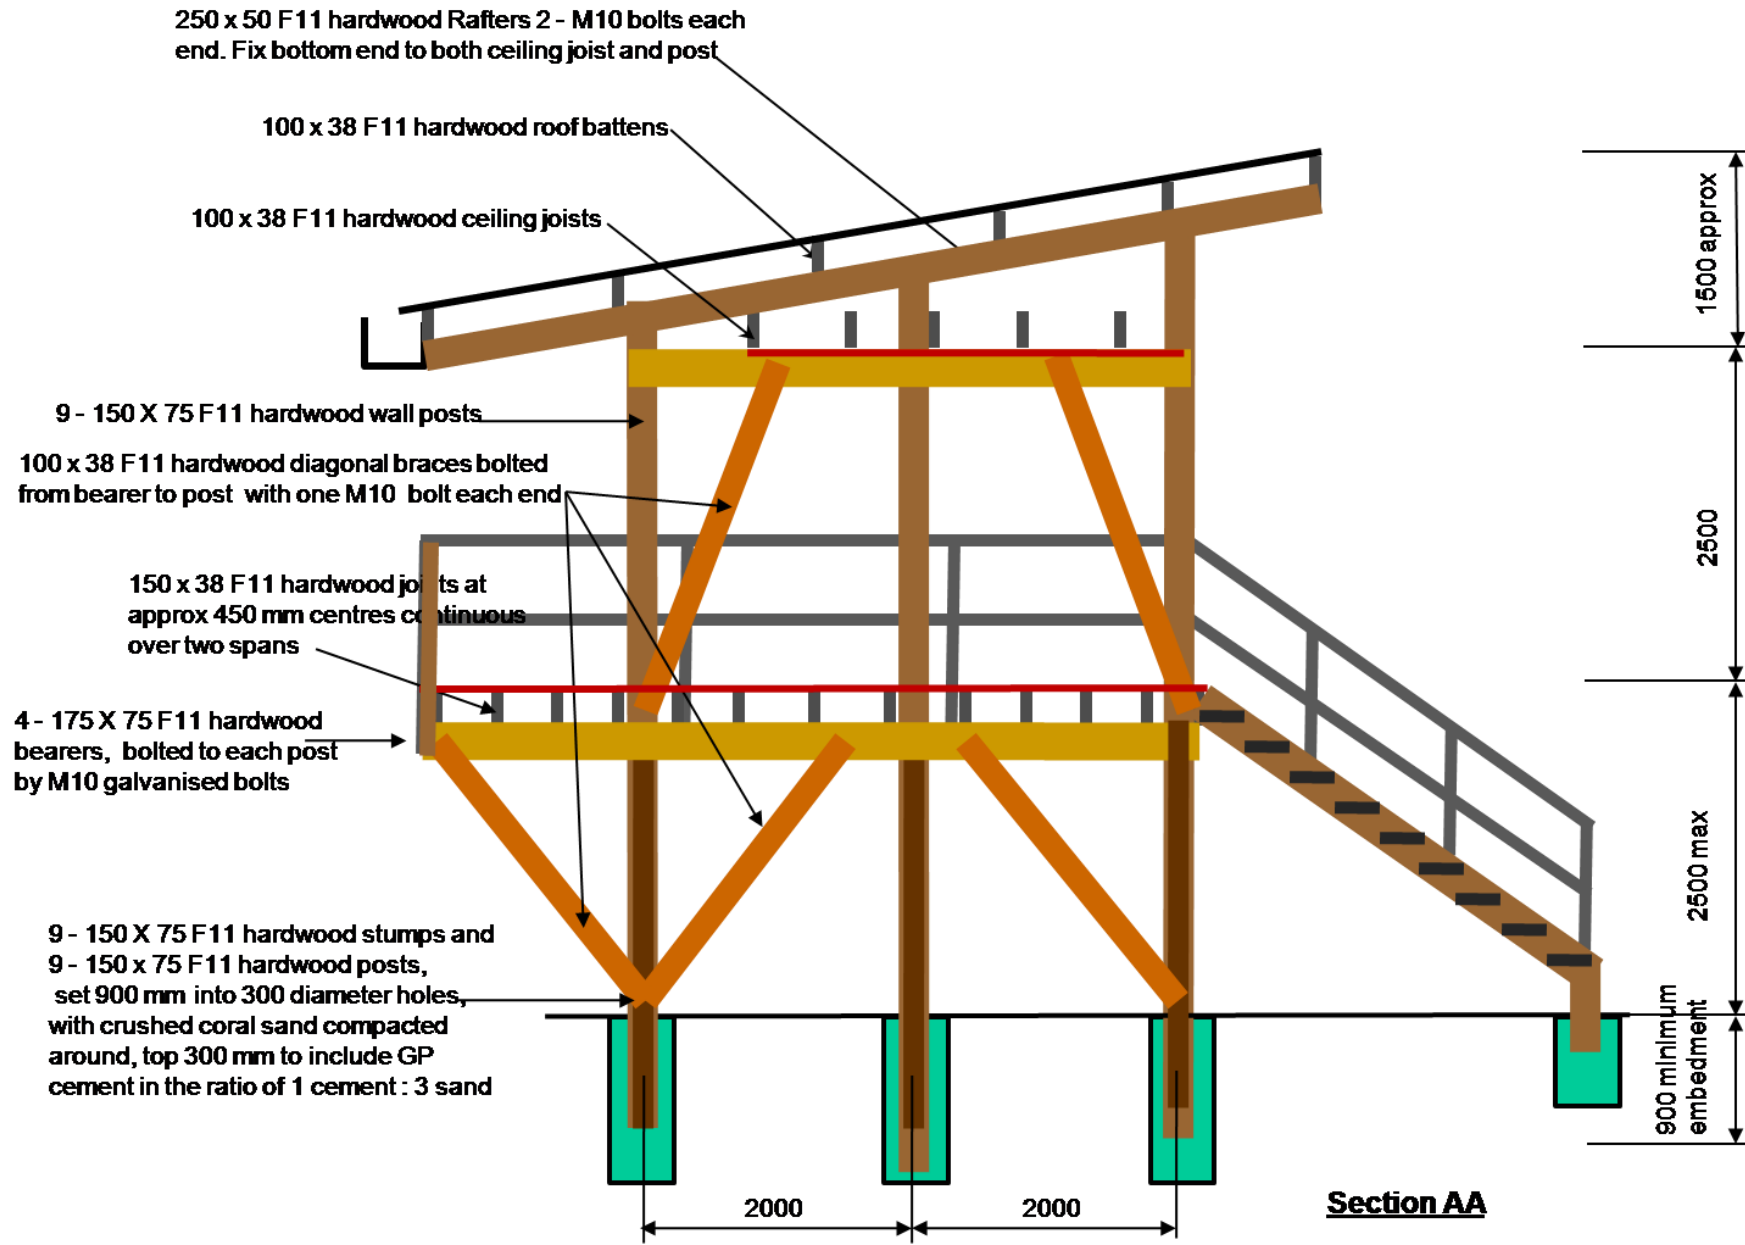 250 x 50 F11 hardwood Rafters 2 - M10 bolts each
end. Fix bottom end to both ceiling joist and post
100 x 38 F11 hardwood roof battens
100 x 38 F11 hardwood ceiling joists
9 - 150 X 75 F11 hardwood wall posts
100 x 38 F11 hardwood diagonal braces bolted
from bearer to post with one M10 bolt each end
150 x 38 F11 hardwood joists at
approx 450 mm centres continuous
over two spans
4 - 175 X 75 F11 hardwood
bearers, bolted to each post
by M10 galvanised bolts
9 - 150 X 75 F11 hardwood stumps and
9 - 150 x 75 F11 hardwood posts,
set 900 mm into 300 diameter holes,
with crushed coral sand compacted
around, top 300 mm to include GP
cement in the ratio of 1 cement : 3 sand
1500 approx
2500
2500 max
900 minimum
embedment
2000
2000
Section AA